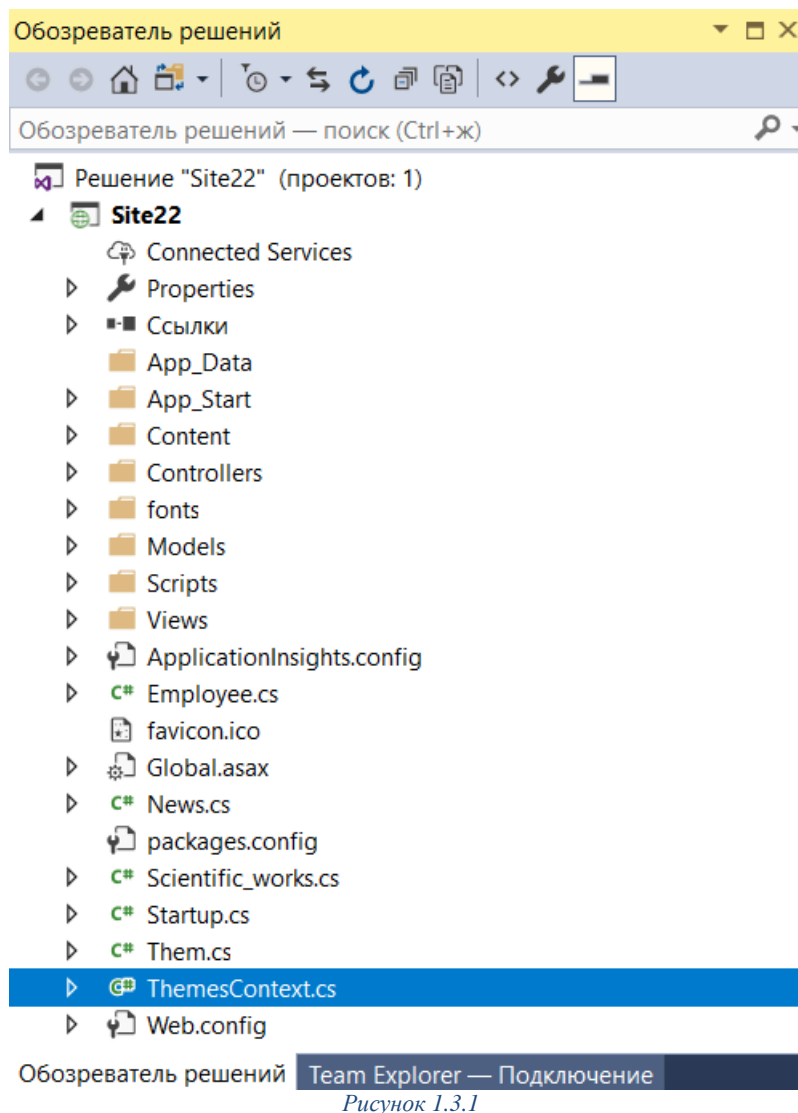 Обозреватель решений
Обозреватель решений — поиск (Ctrl+ж)
Решение "Site22" (проектов: 1)
Site22
Connected Services
Properties
Ссылки
App_Data
App_Start
Content
Controllers
fonts
Models
Scripts
Views
ApplicationInsights.config
C# Employee.cs
favicon.ico
Global.asax
C# News.cs
packages.config
C# Scientific_works.cs
C# Startup.cs
C# Them.cs
C# ThemesContext.cs
Web.config
Обозреватель решений Team Explorer — Подключение
Рисунок 1.3.1